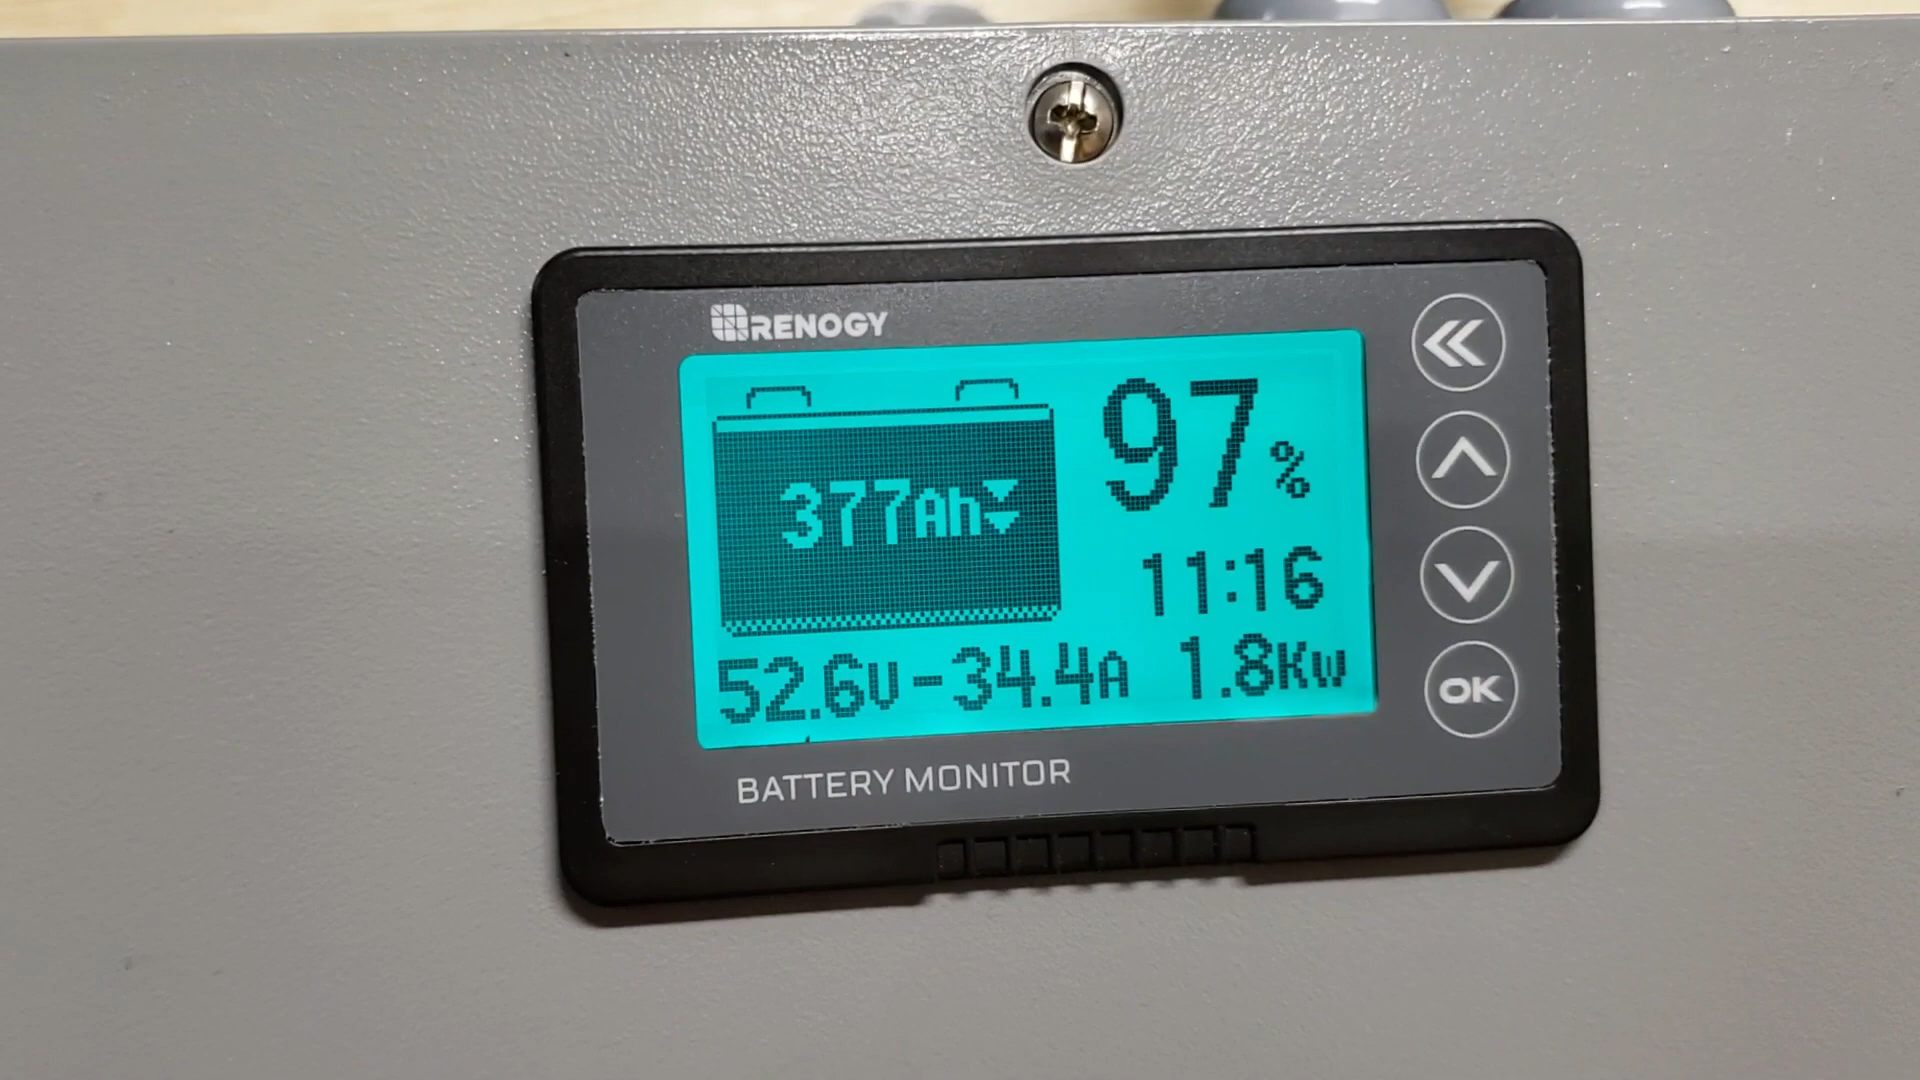 RENOGY
97%
377Ah
11:16
52.6V -34.4A 1.8Kw
OK
BATTERY MONITOR